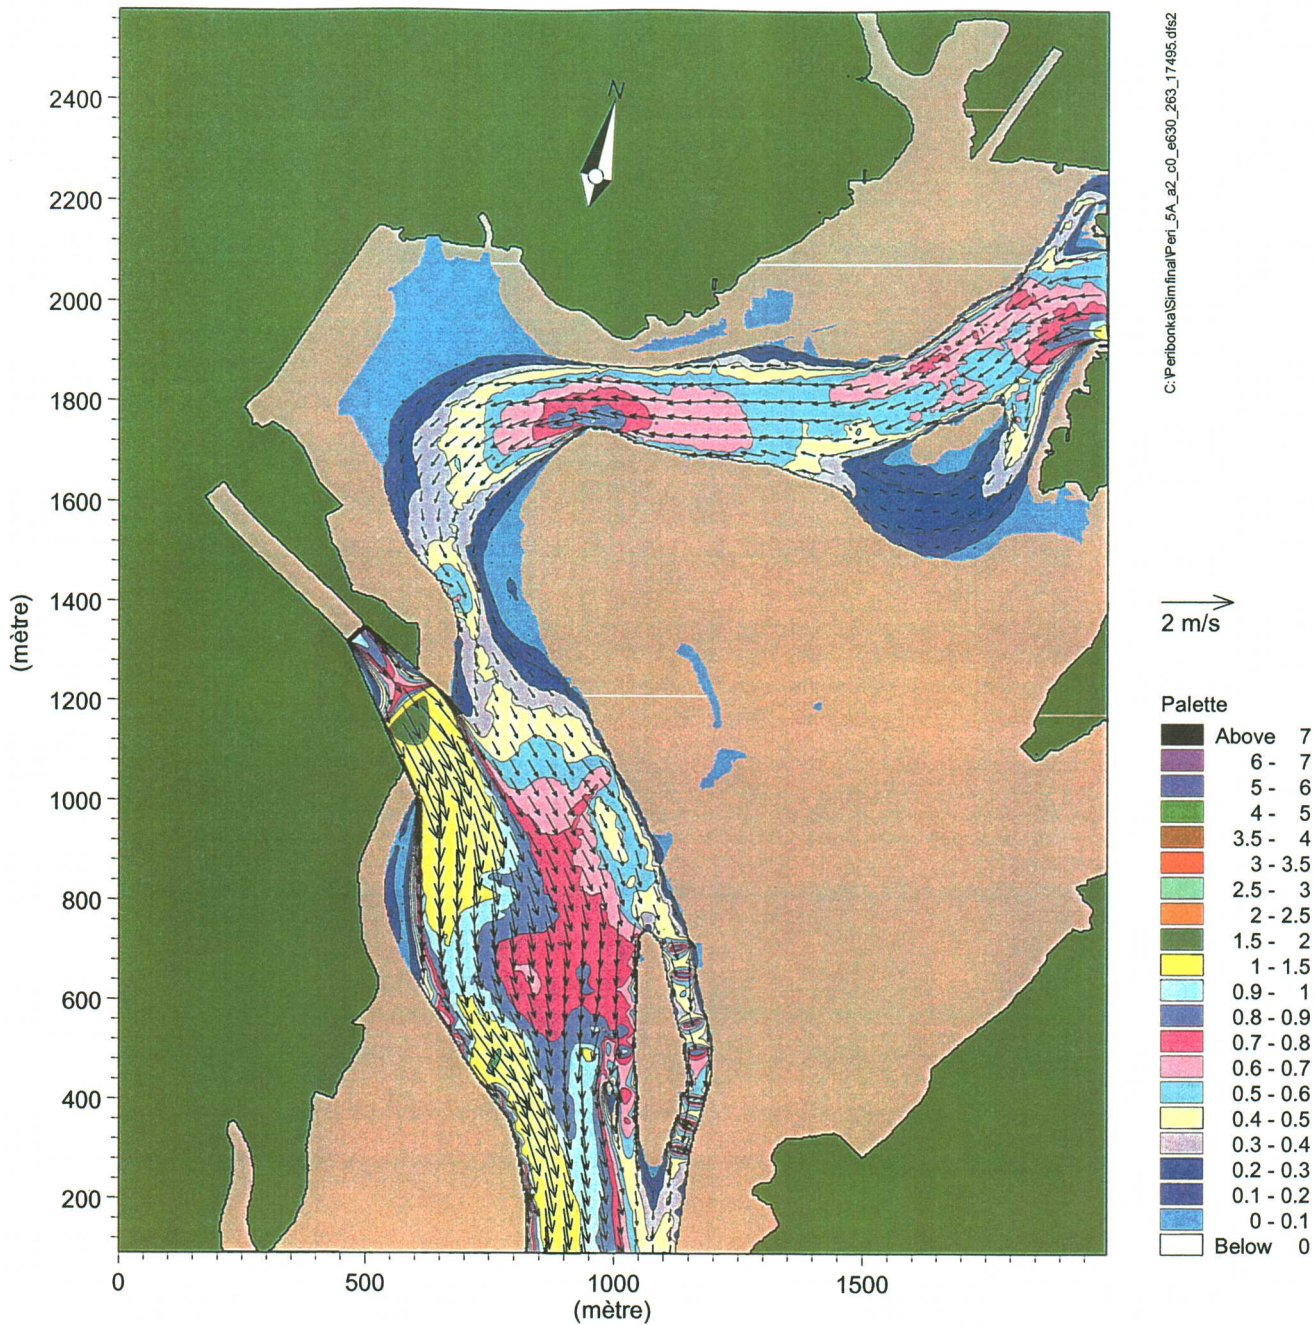 N
2400
2200
2000
1800
1600
1400
1200
1000
800
600
400
200
(mètre)
0
500
1000
1500
(mètre)
C:\Peribonka\Simfinal\Peri_5A_a2_c0_e630_263_17495.dfs2
2 m/s
Palette
Above 7
6 - 7
5 - 6
4 - 5
3.5 - 4
3 - 3.5
2.5 - 3
2 - 2.5
1.5 - 2
1 - 1.5
0.9 - 1
0.8 - 0.9
0.7 - 0.8
0.6 - 0.7
0.5 - 0.6
0.4 - 0.5
0.3 - 0.4
0.2 - 0.3
0.1 - 0.2
0 - 0.1
Below 0